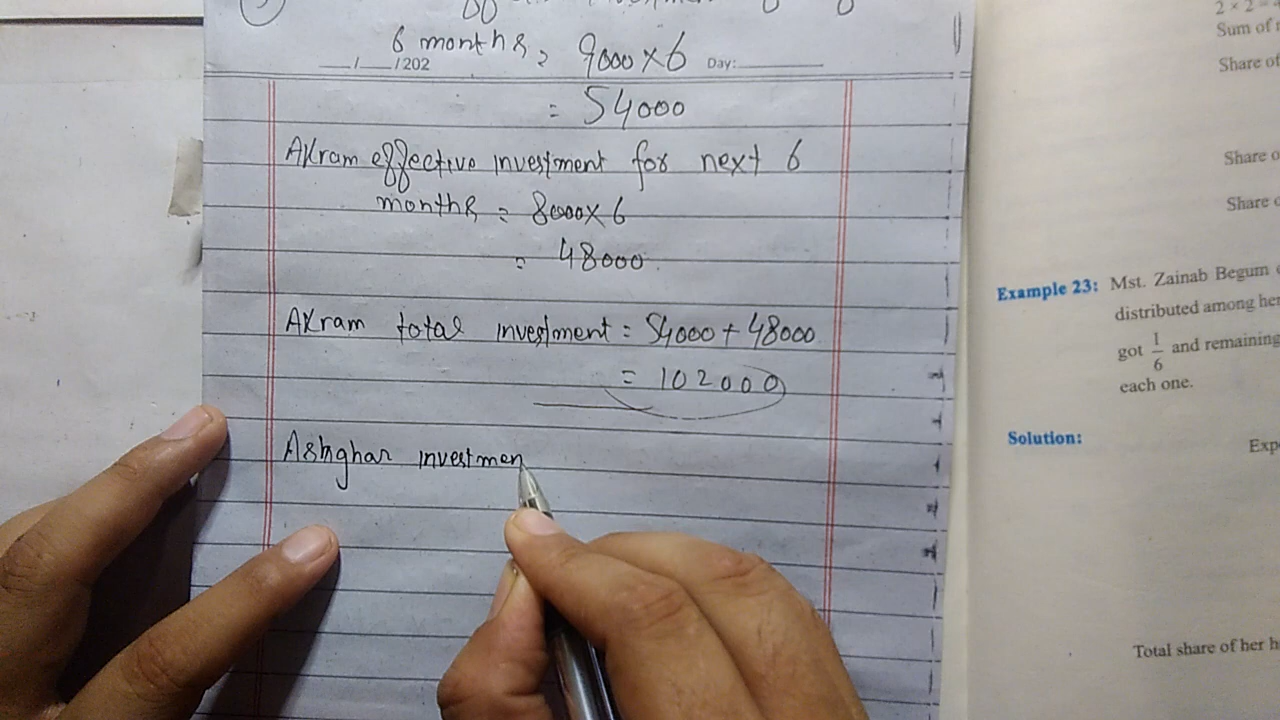 6 months = 9000 × 6
__/__/202 Day:
= 54000
Akram effective investment for next 6
months = 8000 × 6
= 48000
Akram total investment = 54000 + 48000
= 102000
Ashghar investmen
2 × 2 =
Sum of
Share of
Share o
Share o
Example 23: Mst. Zainab Begum
distributed among her
got 1/6 and remaining
each one.
Solution:
Exp
Total share of her h